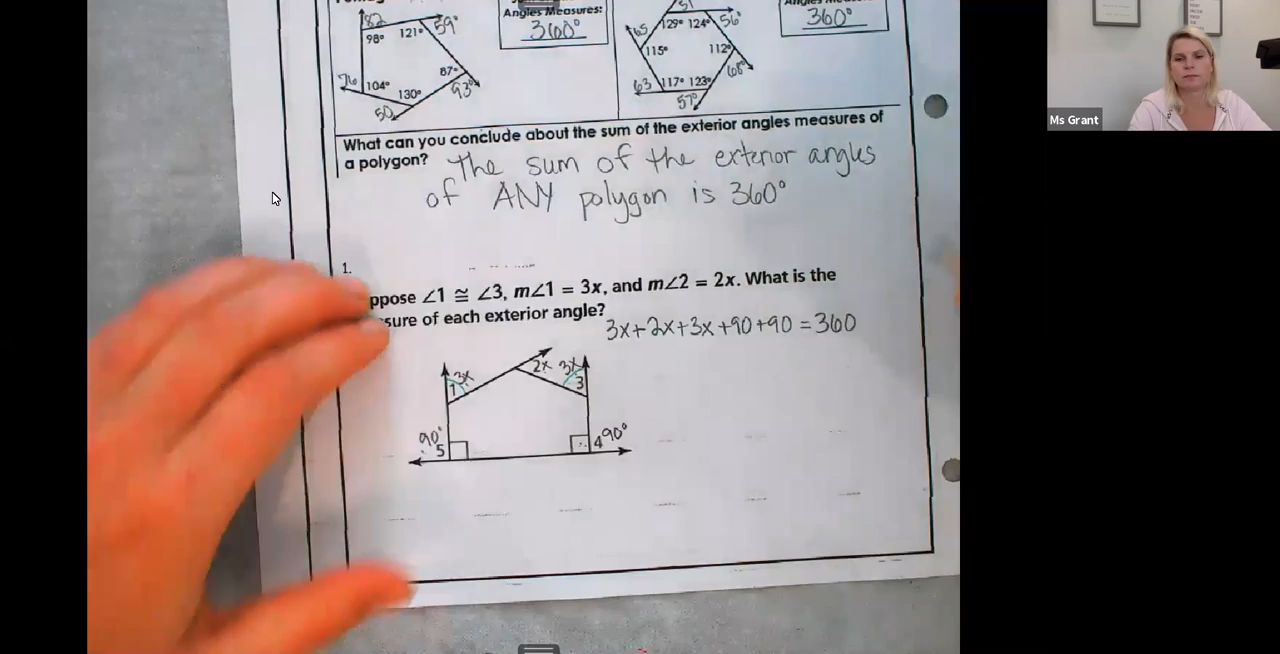 Angles Measures:
360°
360°
82
98°
121°
59°
87°
93°
76
104°
130°
50
51
129° 124°
56°
65
115°
112°
68°
63
117° 123°
57°
What can you conclude about the sum of the exterior angles measures of
a polygon? The sum of the exterior angles
of ANY polygon is 360°
1.
ppose ∠1 ≅ ∠3, m∠1 = 3x, and m∠2 = 2x. What is the
sure of each exterior angle?
3x+2x+3x+90+90=360
3x
1
2x
3x
3
90°
5
4 90°
Ms Grant